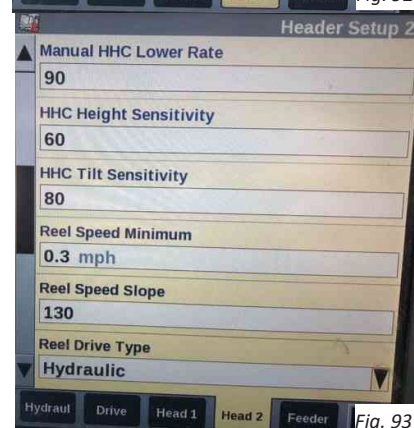 Header Setup 2
Manual HHC Lower Rate
90
HHC Height Sensitivity
60
HHC Tilt Sensitivity
80
Reel Speed Minimum
0.3 mph
Reel Speed Slope
130
Reel Drive Type
Hydraulic
Hydraul Drive Head 1 Head 2 Feeder
Fig. 93